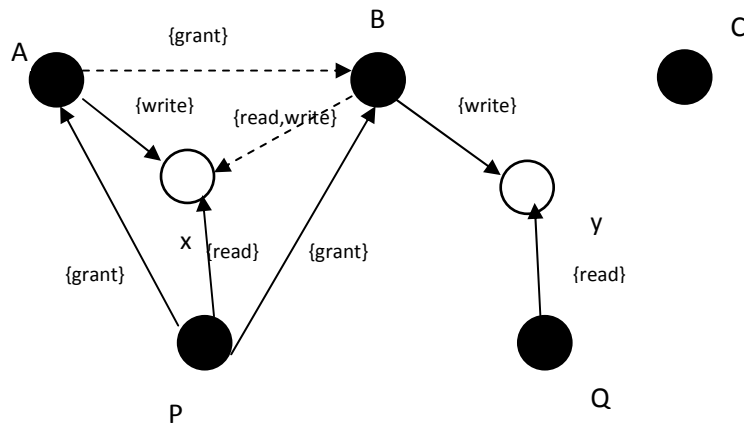 B
C
A
{grant}
{write}
{read,write}
{write}
x
{read}
{grant}
{grant}
y
{read}
P
Q